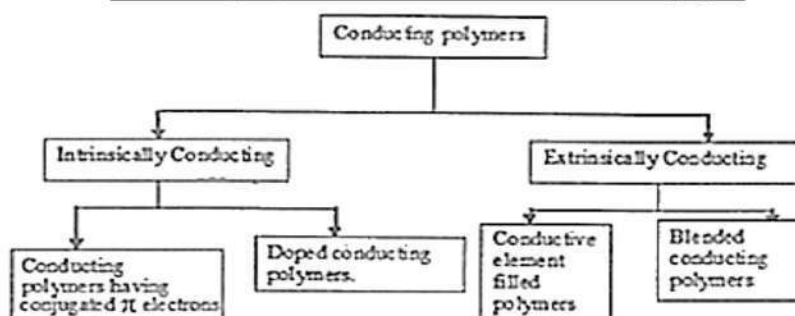 Conducting polymers
Intrinsically Conducting
Extrinsically Conducting
Conducting
polymers having
conjugated π electrons
Doped conducting
polymers.
Conductive
element
filled
polymers
Blended
conducting
polymers